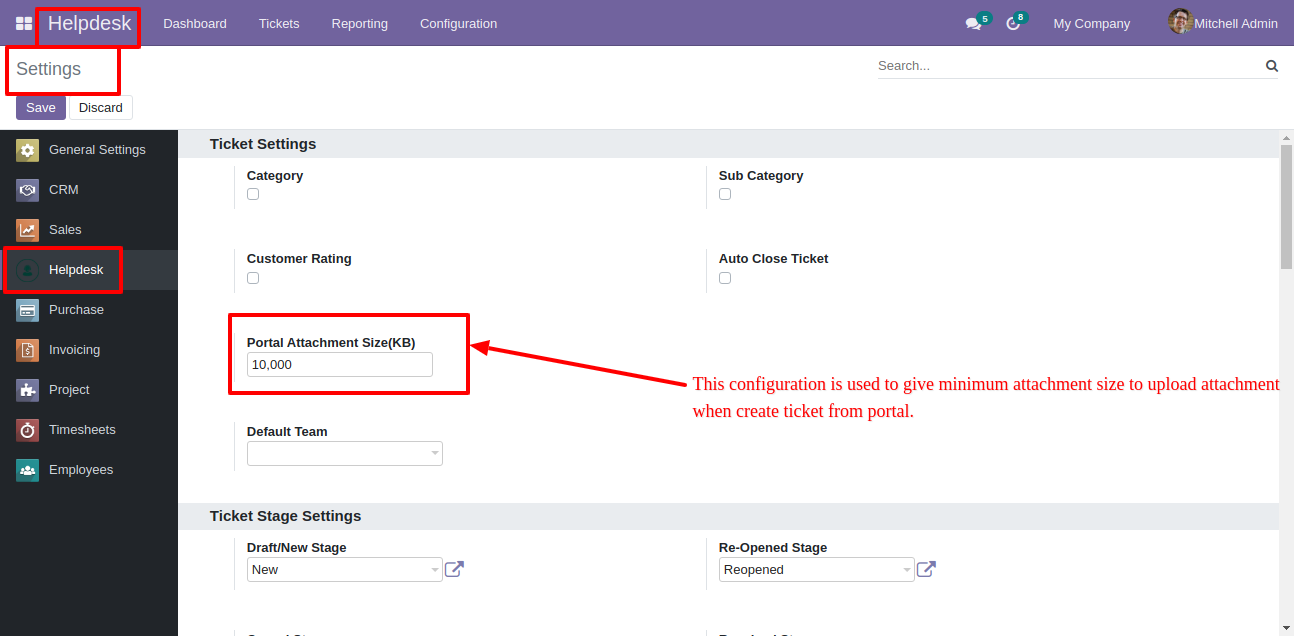 Helpdesk Dashboard Tickets Reporting Configuration 5 8 My Company Mitchell Admin
Settings Search...
Save Discard
General Settings
CRM
Sales
Helpdesk
Purchase
Invoicing
Project
Timesheets
Employees
Ticket Settings
Category Sub Category
Customer Rating Auto Close Ticket
Portal Attachment Size(KB)
10,000
This configuration is used to give minimum attachment size to upload attachment
when create ticket from portal.
Default Team
Ticket Stage Settings
Draft/New Stage Re-Opened Stage
New Reopened